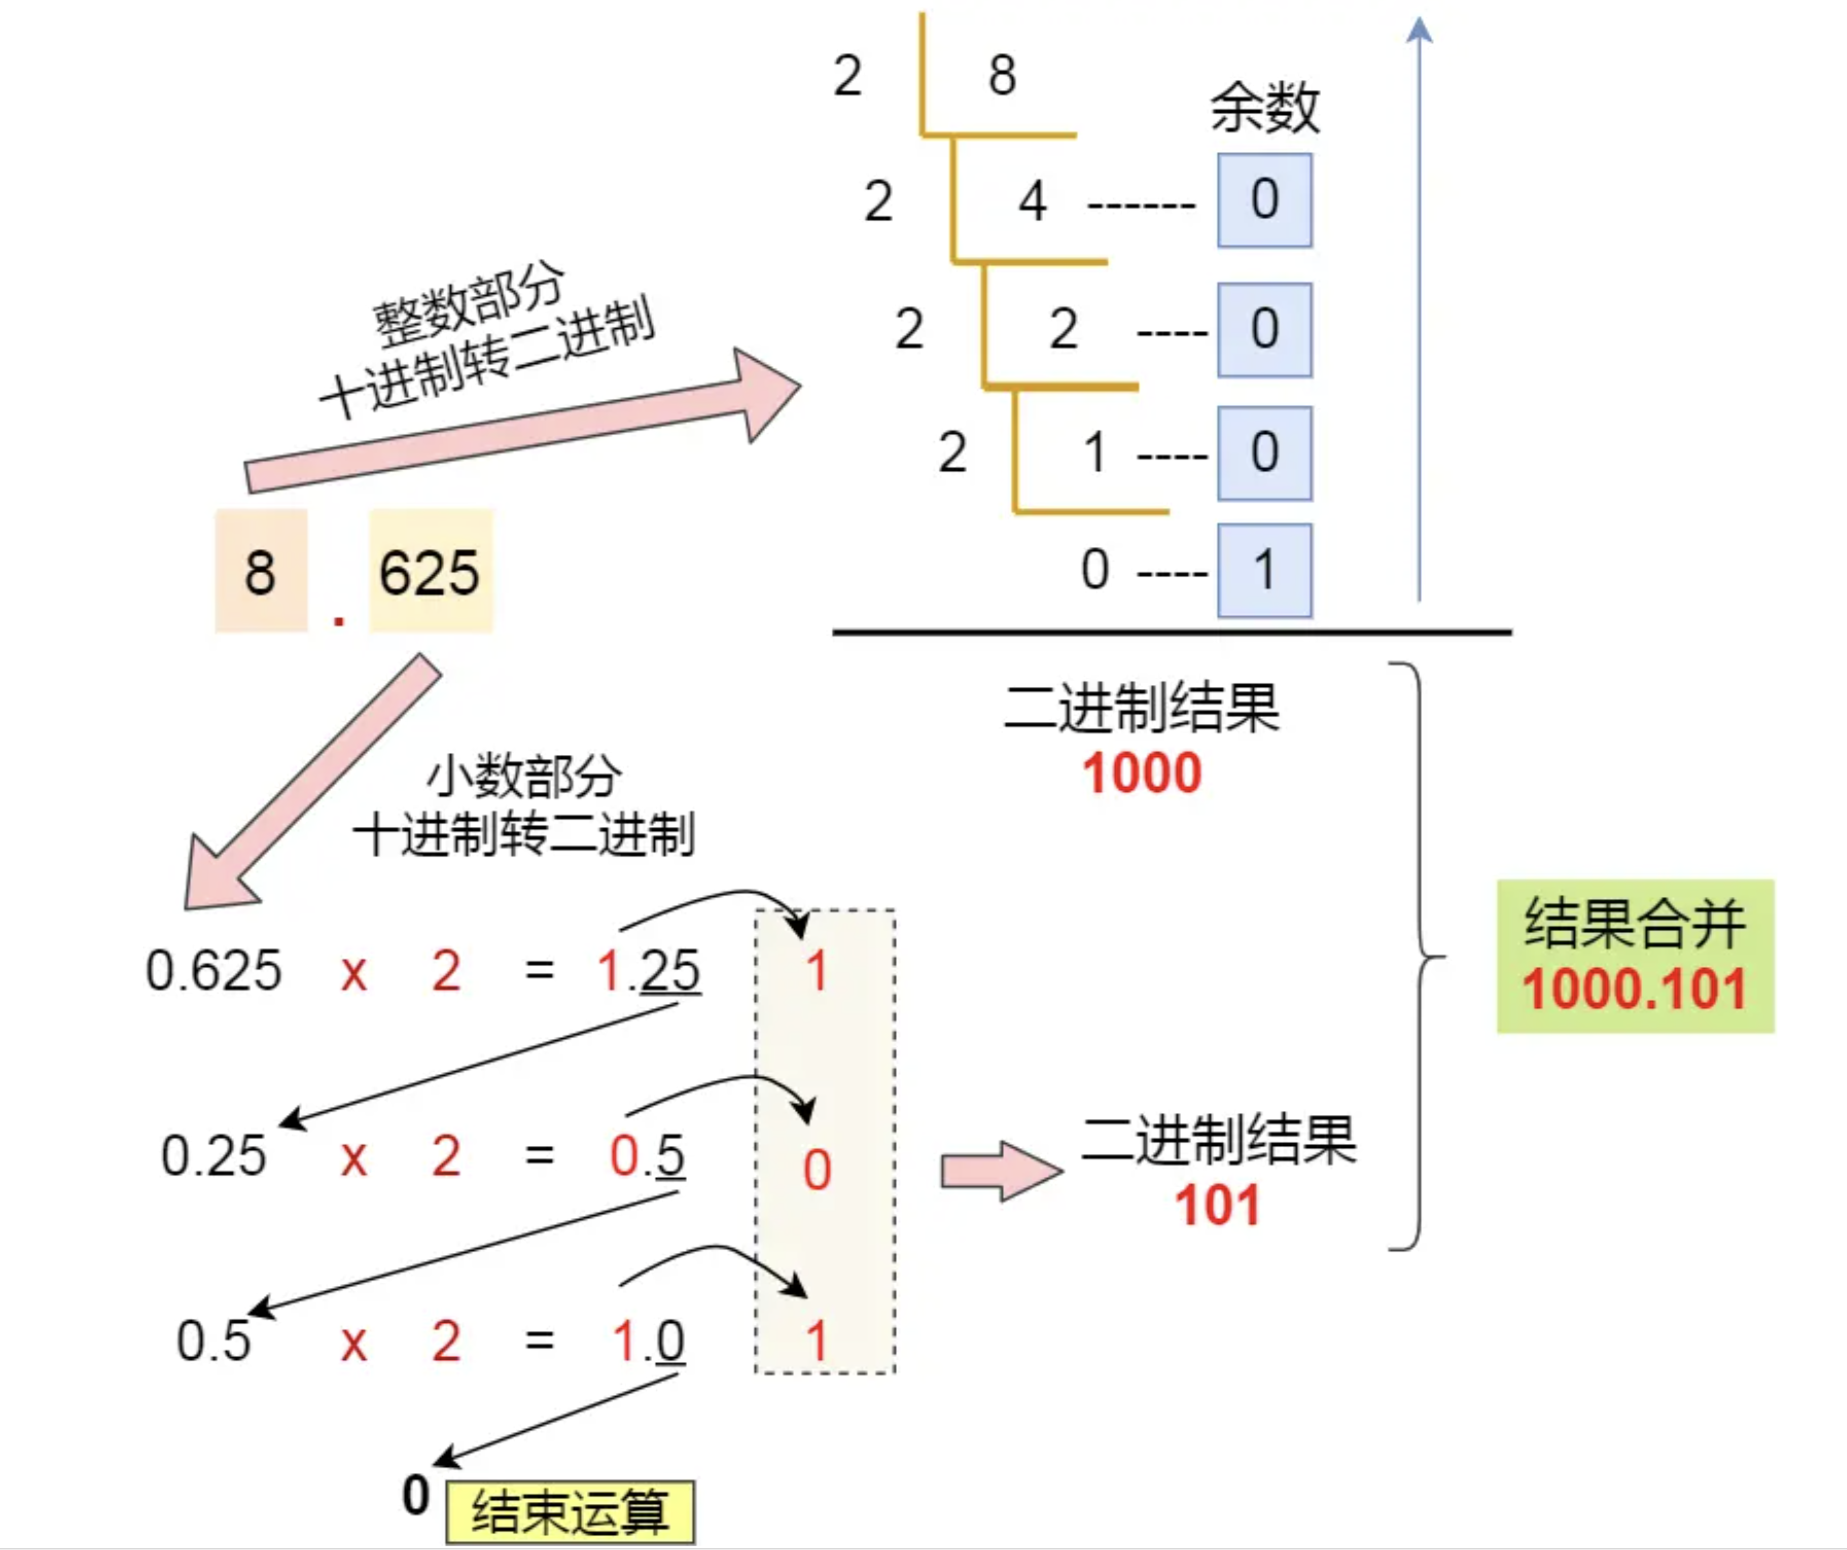 2 8
余数
2 4 ------ 0
2 2 ---- 0
2 1 ---- 0
0 ---- 1
整数部分
十进制转二进制
8 . 625
二进制结果
1000
小数部分
十进制转二进制
0.625 x 2 = 1.25 1
0.25 x 2 = 0.5 0
0.5 x 2 = 1.0 1
0 结束运算
二进制结果
101
结果合并
1000.101